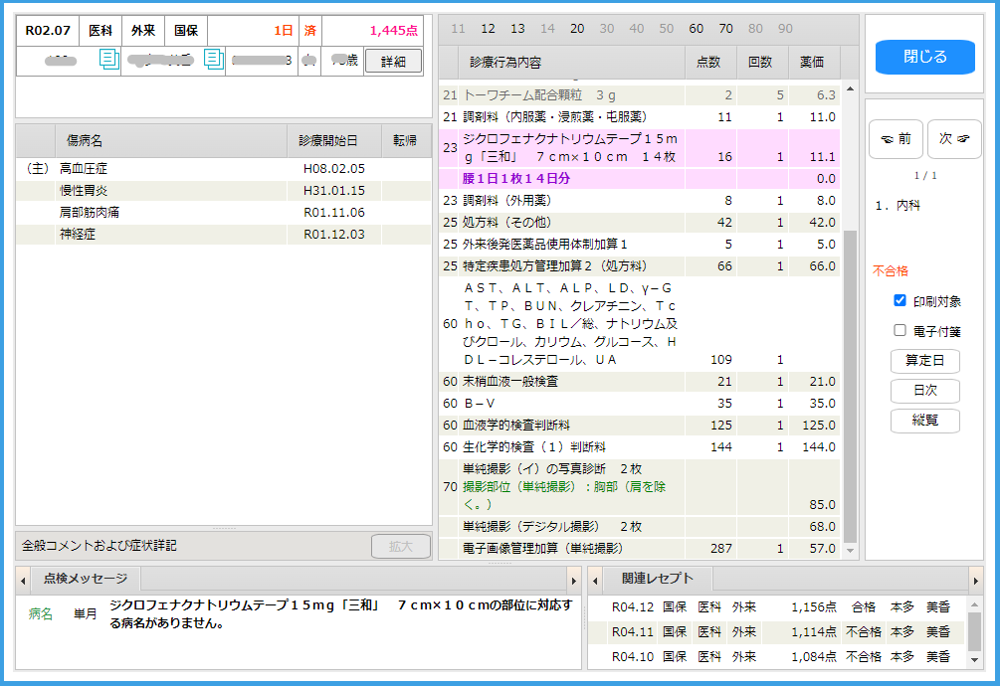 R02.07 医科 外来 国保 1日 済 1,445点
3 歳 詳細
傷病名 診療開始日 転帰
(主) 高血圧症 H08.02.05
慢性胃炎 H31.01.15
肩部筋肉痛 R01.11.06
神経症 R01.12.03
全般コメントおよび症状詳記 拡大
11 12 13 14 20 30 40 50 60 70 80 90
診療行為内容 点数 回数 薬価
21 トーワチーム配合顆粒 3g 2 5 6.3
21 調剤料(内服薬・浸煎薬・屯服薬) 11 1 11.0
23 ジクロフェナクナトリウムテープ15m
g「三和」 7cm×10cm 14枚 16 1 11.1
腰1日1枚14日分 0.0
23 調剤料(外用薬) 8 1 8.0
25 処方料(その他) 42 1 42.0
25 外来後発医薬品使用体制加算1 5 1 5.0
25 特定疾患処方管理加算2(処方料) 66 1 66.0
60 AST、ALT、ALP、LD、γ-G
T、TP、BUN、クレアチニン、Tc
ho、TG、BIL/総、ナトリウム及
びクロール、カリウム、グルコース、H
DL-コレステロール、UA 109 1
60 末梢血液一般検査 21 1 21.0
60 B-V 35 1 35.0
60 血液学的検査判断料 125 1 125.0
60 生化学的検査(1)判断料 144 1 144.0
70 単純撮影(イ)の写真診断 2枚
撮影部位(単純撮影):胸部(肩を除
く。) 85.0
単純撮影(デジタル撮影) 2枚 68.0
電子画像管理加算(単純撮影) 287 1 57.0
閉じる
前 次
1 / 1
1. 内科
不合格
印刷対象
電子付箋
算定日
日次
縦覧
点検メッセージ
病名 単月 ジクロフェナクナトリウムテープ15mg「三和」 7cm×10cmの部位に対応す
る病名がありません。
関連レセプト
R04.12 国保 医科 外来 1,156点 合格 本多 美香
R04.11 国保 医科 外来 1,114点 不合格 本多 美香
R04.10 国保 医科 外来 1,084点 不合格 本多 美香